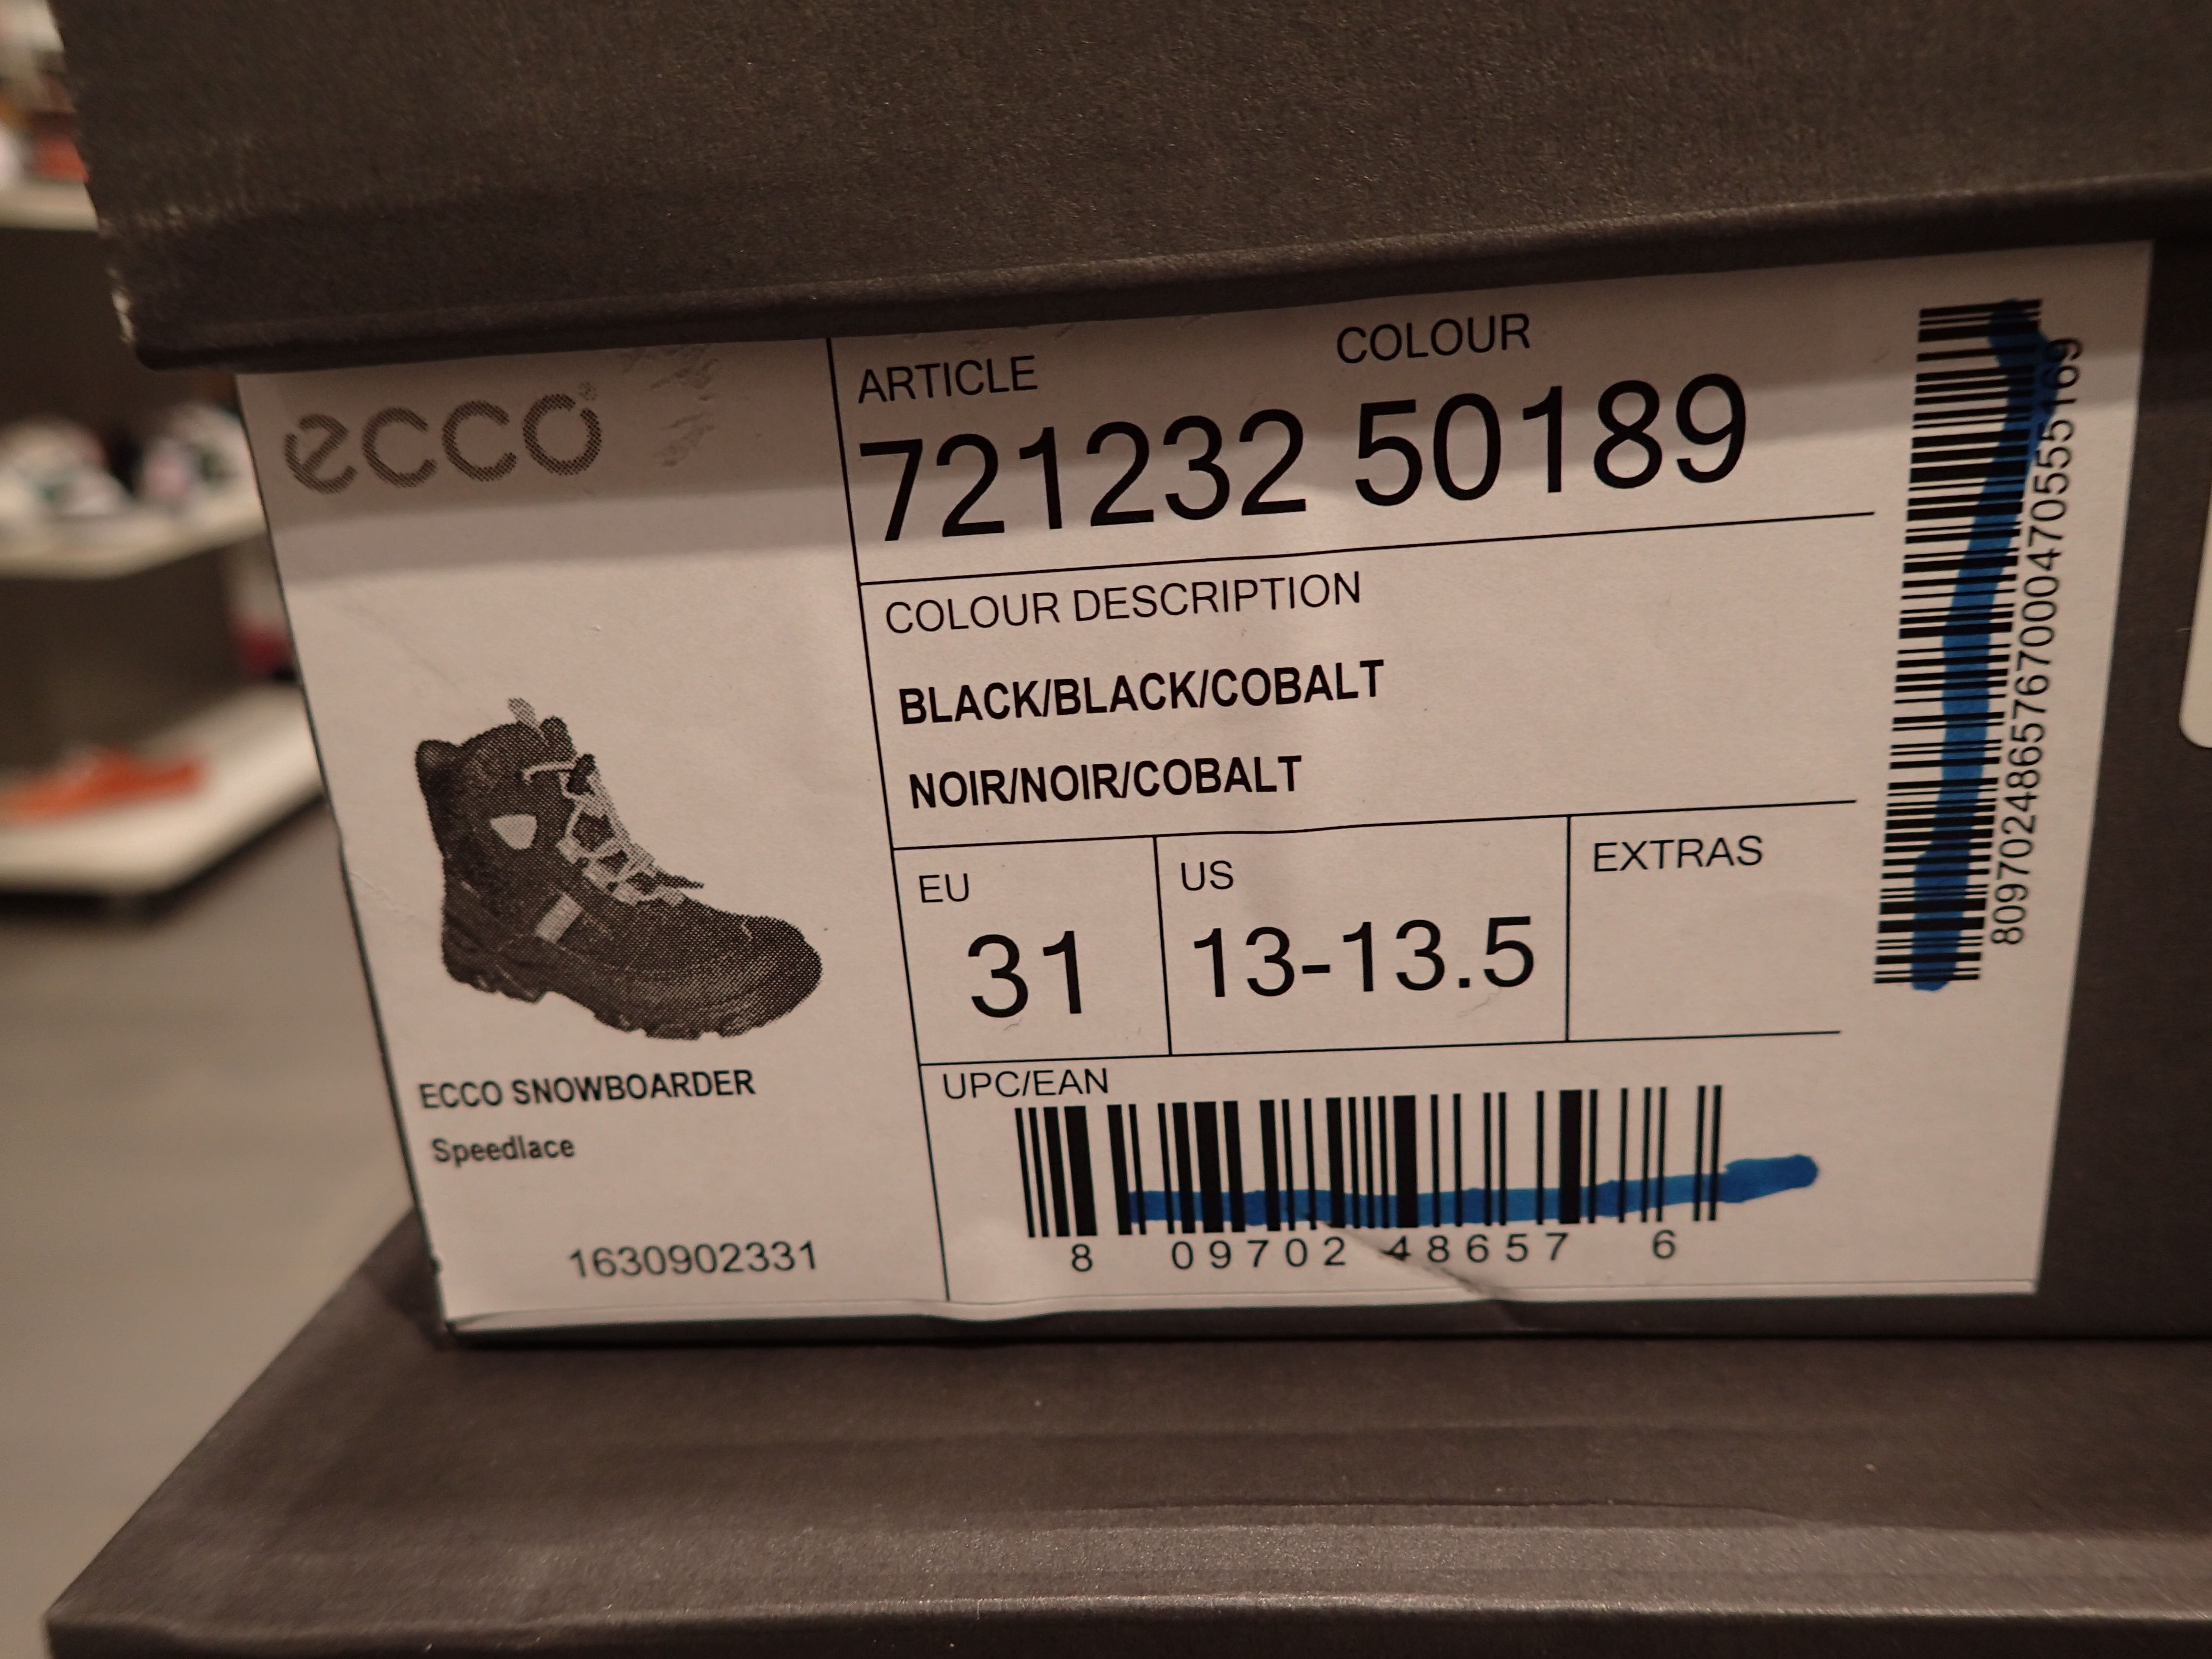 ecco
ARTICLE COLOUR
721232 50189
COLOUR DESCRIPTION
BLACK/BLACK/COBALT
NOIR/NOIR/COBALT
EU
31
US
13-13.5
EXTRAS
ECCO SNOWBOARDER
Speedlace
1630902331
UPC/EAN
8 09702 48657 6
80970248657670004705555169